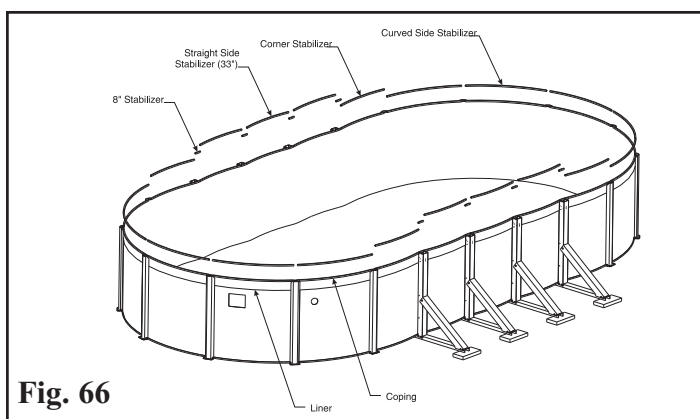 Curved Side Stabilizer
Corner Stabilizer
Straight Side
Stabilizer (33")
8" Stabilizer
Fig. 66
Liner
Coping